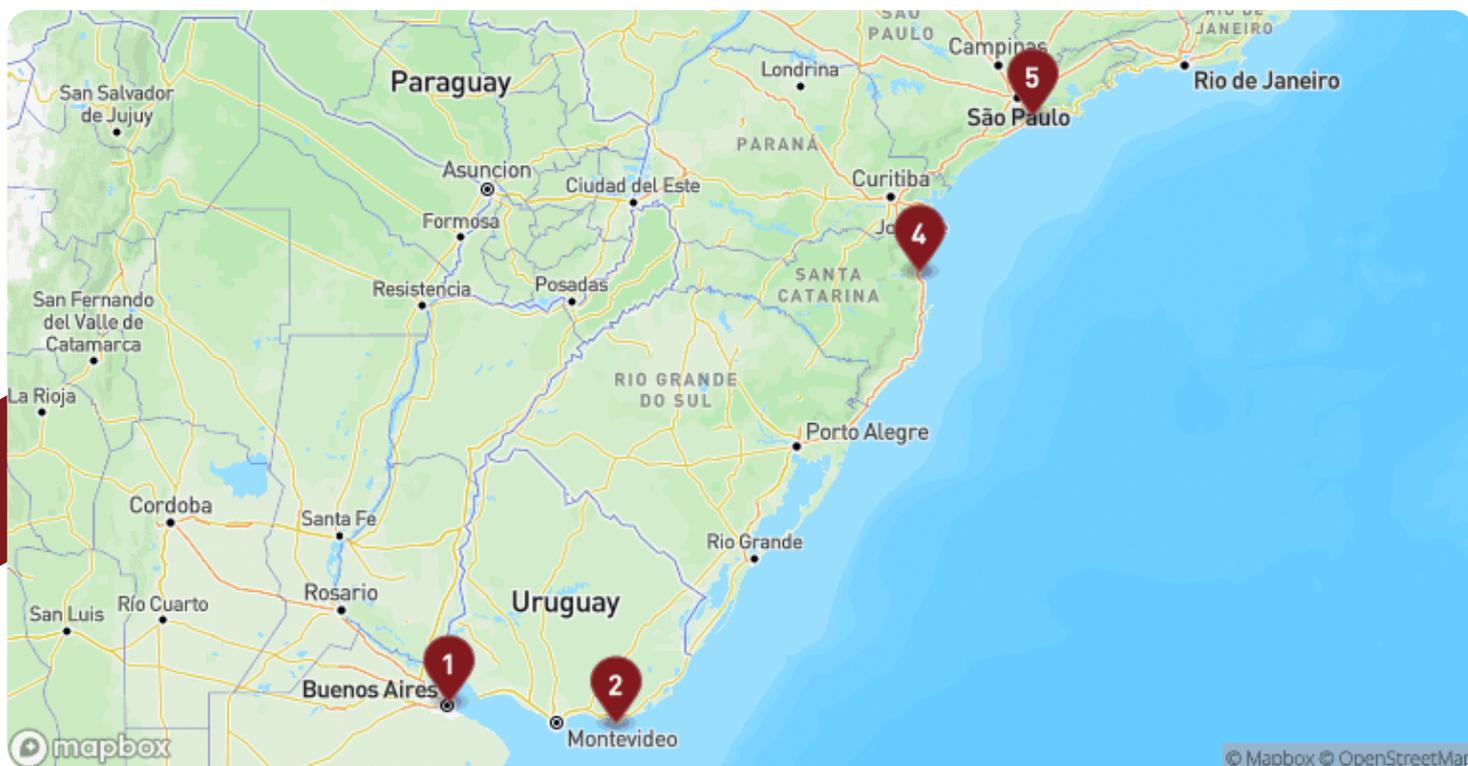 SÃO
PAULO
RIO DE
JANEIRO
Campinas
Londrina
5
Rio de Janeiro
Paraguay
San Salvador
de Jujuy
São Paulo
PARANÁ
Asuncion
Ciudad del Este
Curitiba
Formosa
4
SANTA
CATARINA
Resistencia
Posadas
San Fernando
del Valle de
Catamarca
RIO GRANDE
DO SUL
La Rioja
Porto Alegre
Cordoba
Santa Fe
Rio Grande
Rosario
Uruguay
San Luis
Río Cuarto
1
2
Buenos Aires
Montevideo
mapbox
© Mapbox © OpenStreetMap